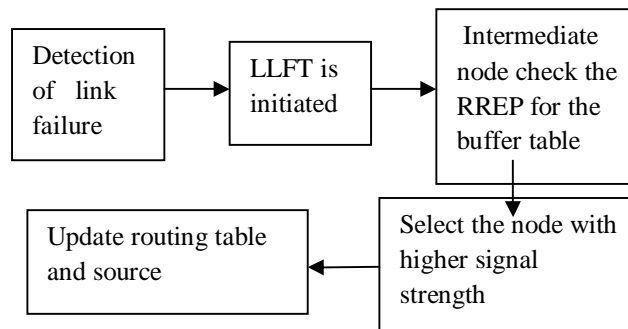 Detection
of link
failure
LLFT is
initiated
Intermediate
node check the
RREP for the
buffer table
Select the node with
higher signal
strength
Update routing table
and source